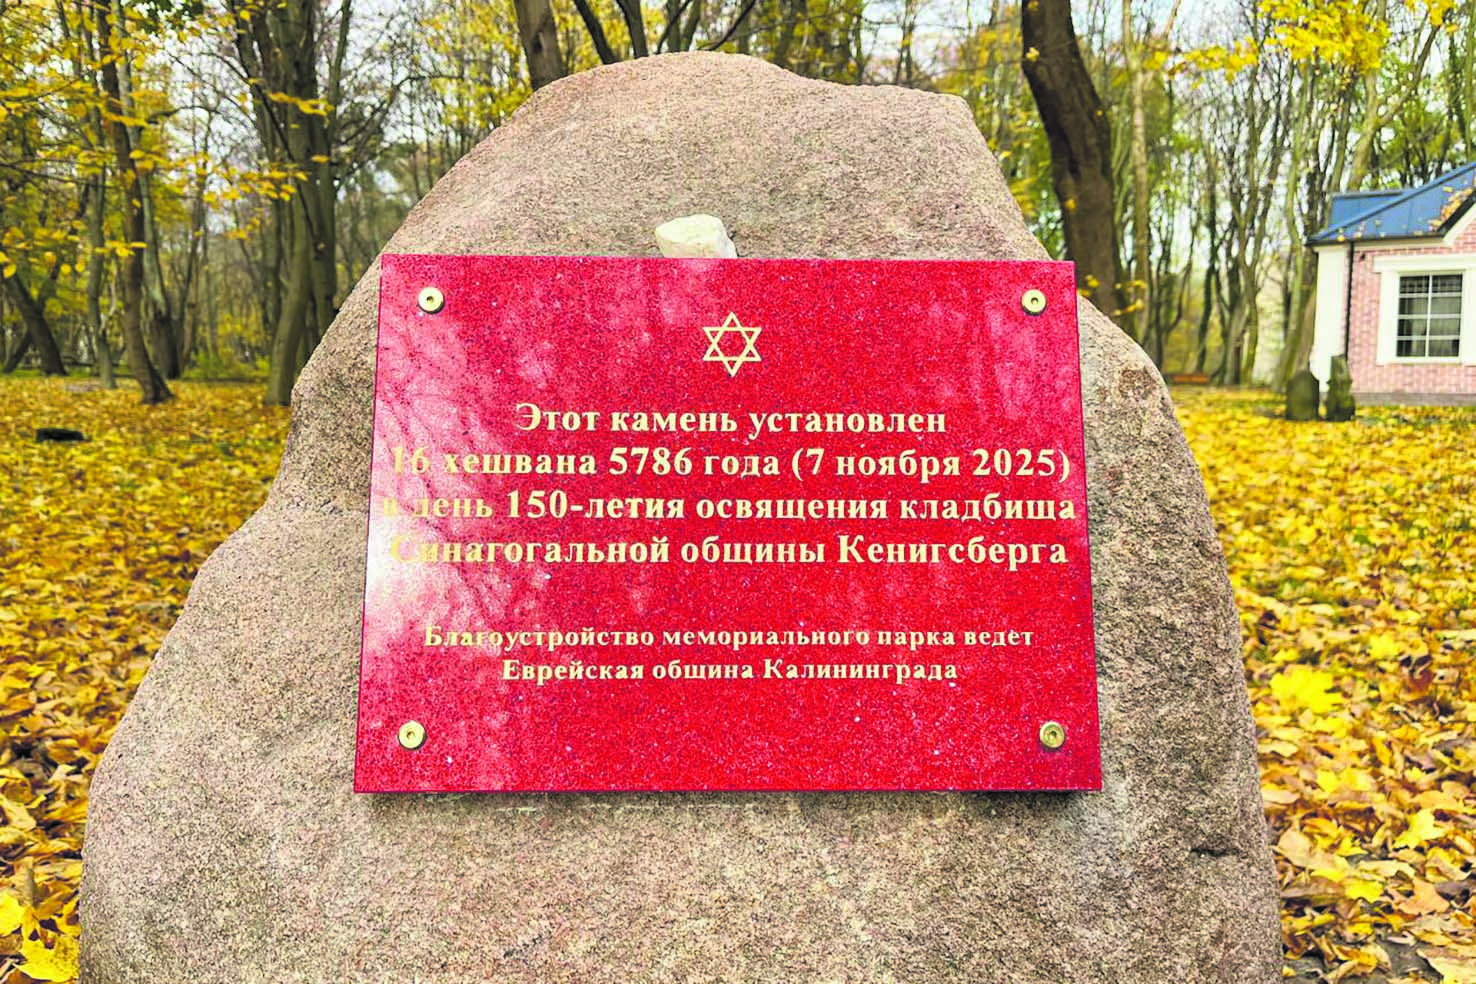 Этот камень установлен
16 хешвана 5786 года (7 ноября 2025)
в день 150-летия освящения кладбища
Синагогальной общины Кенигсберга
Благоустройство мемориального парка ведет
Еврейская община Калининграда